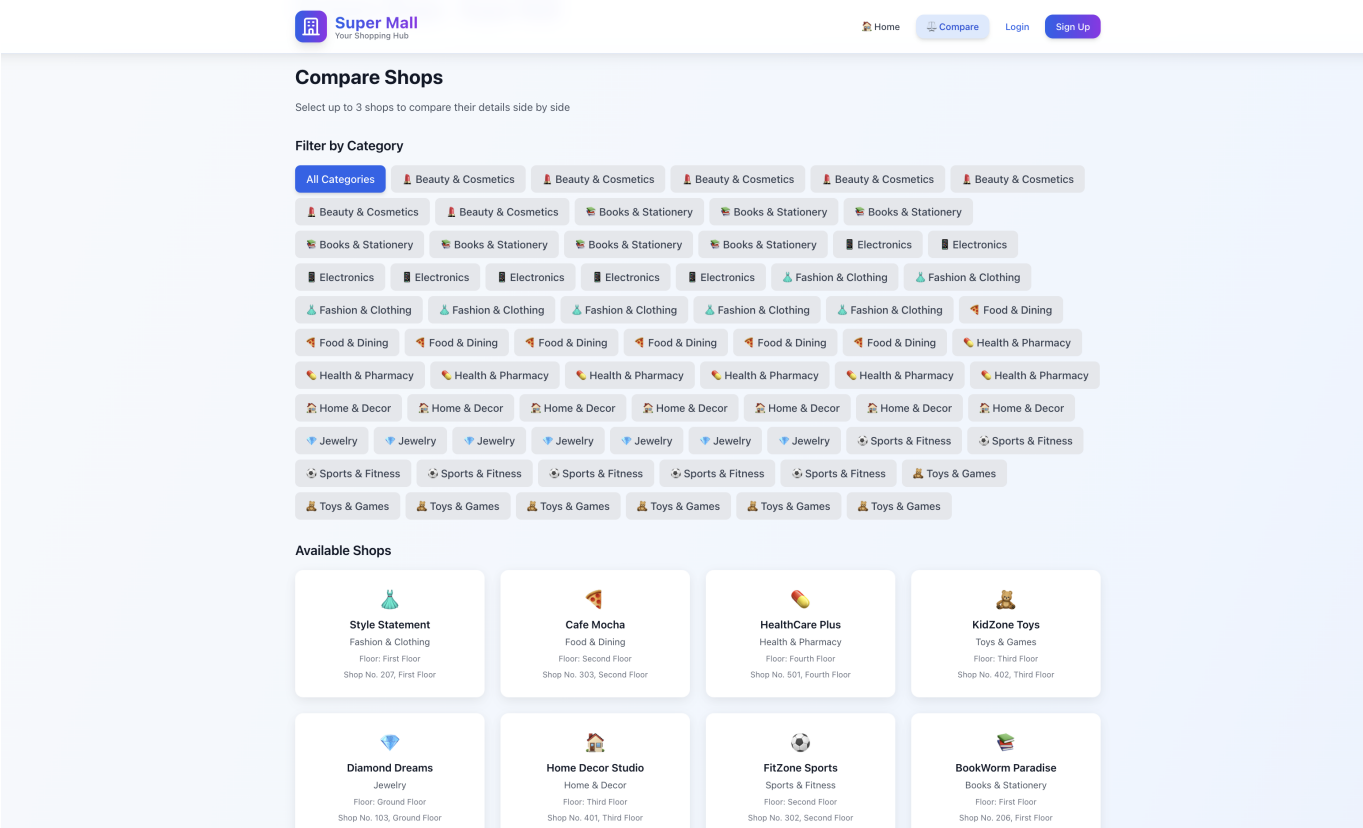 Super Mall
Your Shopping Hub
Home Compare Login Sign Up
Compare Shops
Select up to 3 shops to compare their details side by side
Filter by Category
All Categories Beauty & Cosmetics Beauty & Cosmetics Beauty & Cosmetics Beauty & Cosmetics Beauty & Cosmetics
Beauty & Cosmetics Beauty & Cosmetics Books & Stationery Books & Stationery Books & Stationery
Books & Stationery Books & Stationery Books & Stationery Books & Stationery Electronics Electronics
Electronics Electronics Electronics Electronics Electronics Fashion & Clothing Fashion & Clothing
Fashion & Clothing Fashion & Clothing Fashion & Clothing Fashion & Clothing Fashion & Clothing Food & Dining
Food & Dining Food & Dining Food & Dining Food & Dining Food & Dining Food & Dining Health & Pharmacy
Health & Pharmacy Health & Pharmacy Health & Pharmacy Health & Pharmacy Health & Pharmacy Health & Pharmacy
Home & Decor Home & Decor Home & Decor Home & Decor Home & Decor Home & Decor Home & Decor
Jewelry Jewelry Jewelry Jewelry Jewelry Jewelry Jewelry Sports & Fitness Sports & Fitness
Sports & Fitness Sports & Fitness Sports & Fitness Sports & Fitness Sports & Fitness Toys & Games
Toys & Games Toys & Games Toys & Games Toys & Games Toys & Games Toys & Games
Available Shops
Style Statement
Fashion & Clothing
Floor: First Floor
Shop No. 207, First Floor
Cafe Mocha
Food & Dining
Floor: Second Floor
Shop No. 303, Second Floor
HealthCare Plus
Health & Pharmacy
Floor: Fourth Floor
Shop No. 501, Fourth Floor
KidZone Toys
Toys & Games
Floor: Third Floor
Shop No. 402, Third Floor
Diamond Dreams
Jewelry
Floor: Ground Floor
Shop No. 103, Ground Floor
Home Decor Studio
Home & Decor
Floor: Third Floor
Shop No. 401, Third Floor
FitZone Sports
Sports & Fitness
Floor: Second Floor
Shop No. 302, Second Floor
BookWorm Paradise
Books & Stationery
Floor: First Floor
Shop No. 206, First Floor